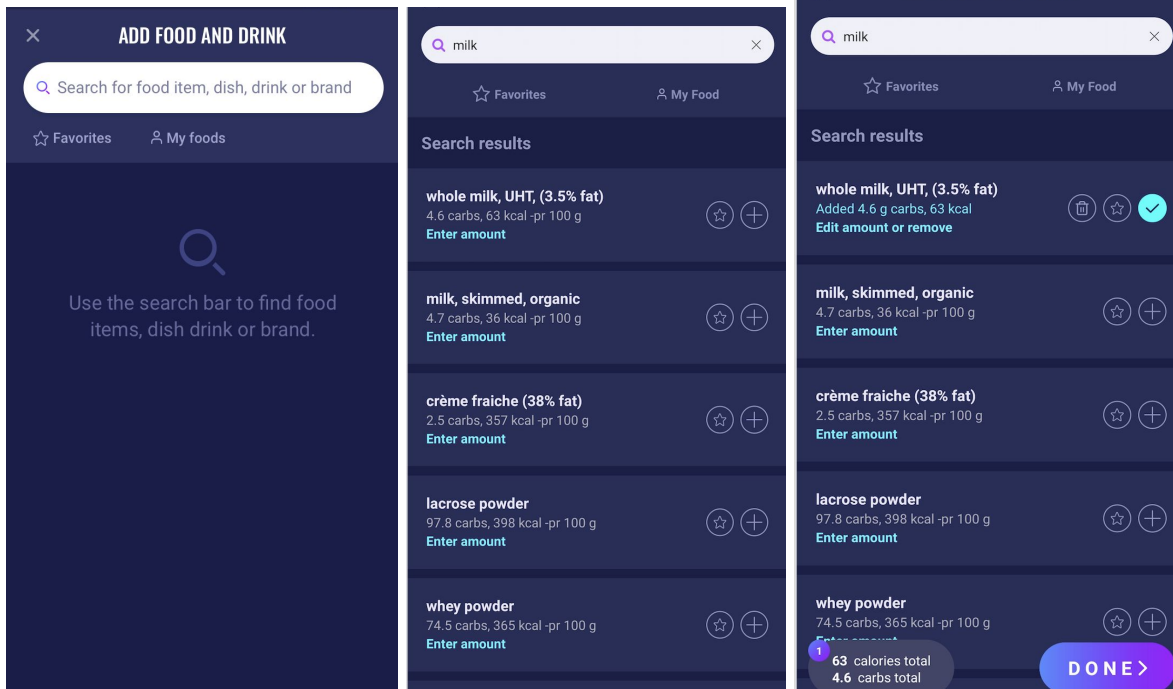 ADD FOOD AND DRINK
Search for food item, dish, drink or brand
Favorites
My foods
Use the search bar to find food
items, dish drink or brand.
milk
Favorites
My Food
Search results
whole milk, UHT, (3.5% fat)
4.6 carbs, 63 kcal -pr 100 g
Enter amount
milk, skimmed, organic
4.7 carbs, 36 kcal -pr 100 g
Enter amount
crème fraiche (38% fat)
2.5 carbs, 357 kcal -pr 100 g
Enter amount
lacrose powder
97.8 carbs, 398 kcal -pr 100 g
Enter amount
whey powder
74.5 carbs, 365 kcal -pr 100 g
Enter amount
milk
Favorites
My Food
Search results
whole milk, UHT, (3.5% fat)
Added 4.6 g carbs, 63 kcal
Edit amount or remove
milk, skimmed, organic
4.7 carbs, 36 kcal -pr 100 g
Enter amount
crème fraiche (38% fat)
2.5 carbs, 357 kcal -pr 100 g
Enter amount
lacrose powder
97.8 carbs, 398 kcal -pr 100 g
Enter amount
whey powder
74.5 carbs, 365 kcal -pr 100 g
1
63 calories total
4.6 carbs total
DONE>